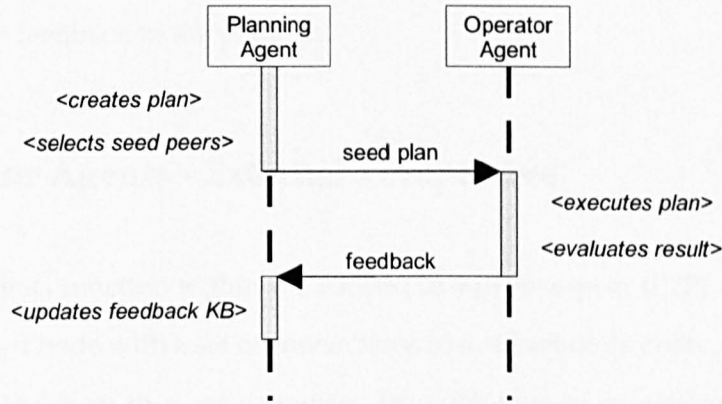 Planning
Agent
Operator
Agent
<creates plan>
<selects seed peers>
seed plan
<executes plan>
<evaluates result>
feedback
<updates feedback KB>